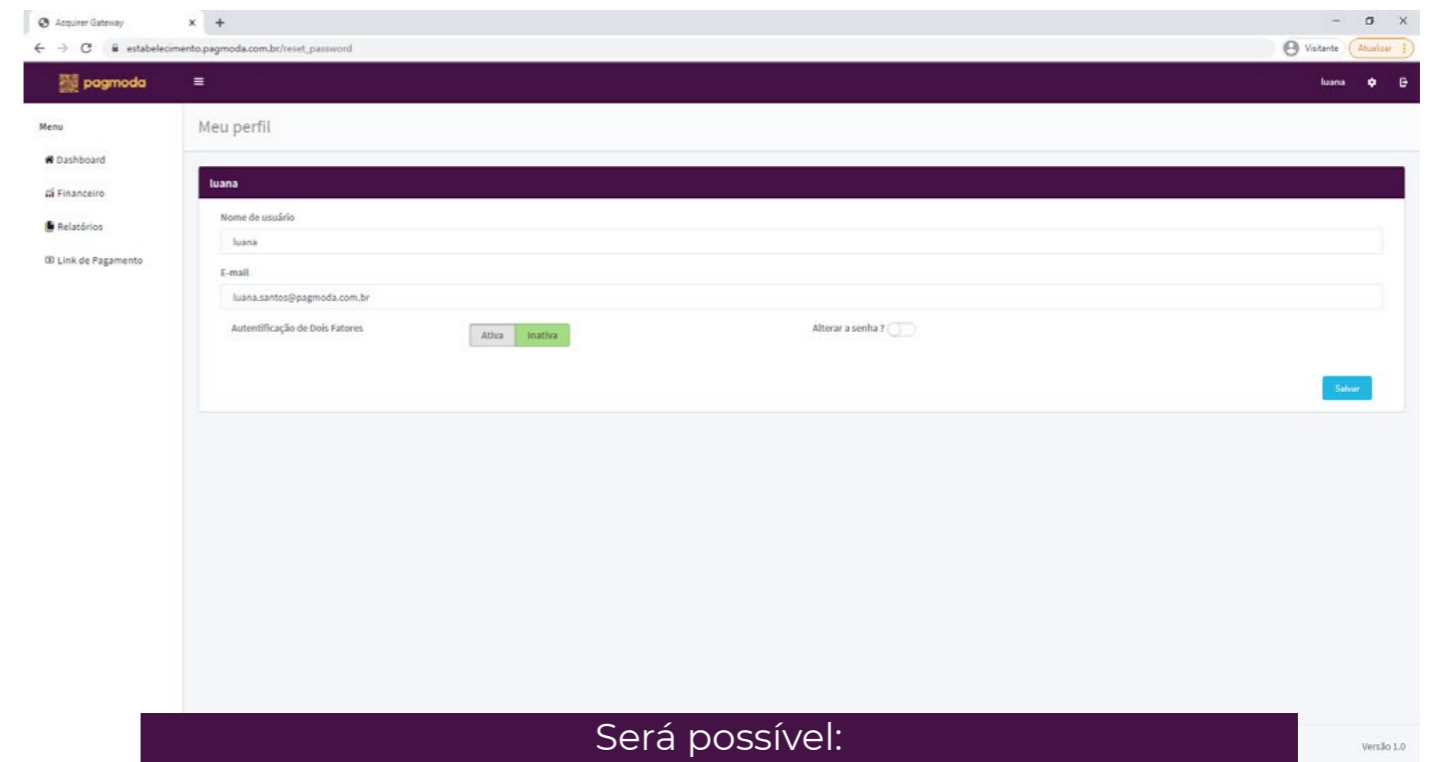 Acquirer Gateway
estabelecimento.pagmoda.com.br/reset_password
Visitante
Atualizar
pagmoda
luana
Menu
Meu perfil
Dashboard
Financeiro
Relatórios
Link de Pagamento
luana
Nome de usuário
luana
E-mail
luana.santos@pagmoda.com.br
Autentificação de Dois Fatores
Ativa Inativa
Alterar a senha ?
Salvar
Será possível:
Versão 1.0